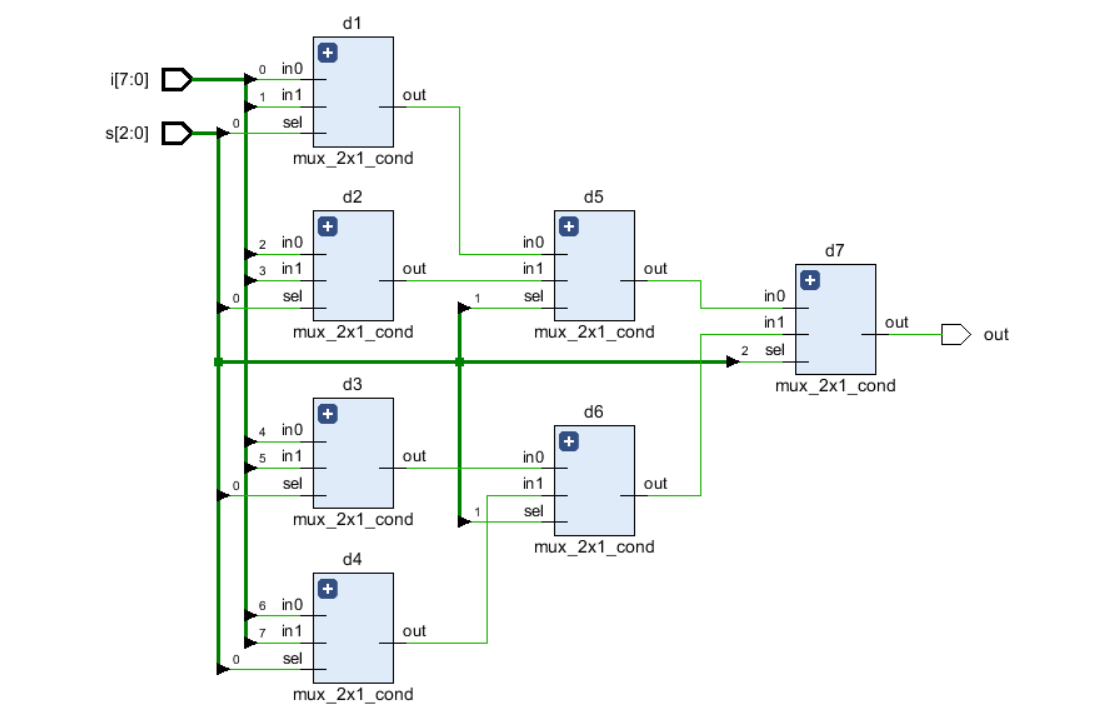 d1
i[7:0]
0 in0
1 in1
out
s[2:0]
0 sel
mux_2x1_cond
d2
2 in0
3 in1
out
0 sel
mux_2x1_cond
d5
in0
in1
out
1 sel
mux_2x1_cond
d7
in0
in1
out
out
2 sel
mux_2x1_cond
d3
4 in0
5 in1
out
0 sel
mux_2x1_cond
d6
in0
in1
out
1 sel
mux_2x1_cond
d4
6 in0
7 in1
out
0 sel
mux_2x1_cond